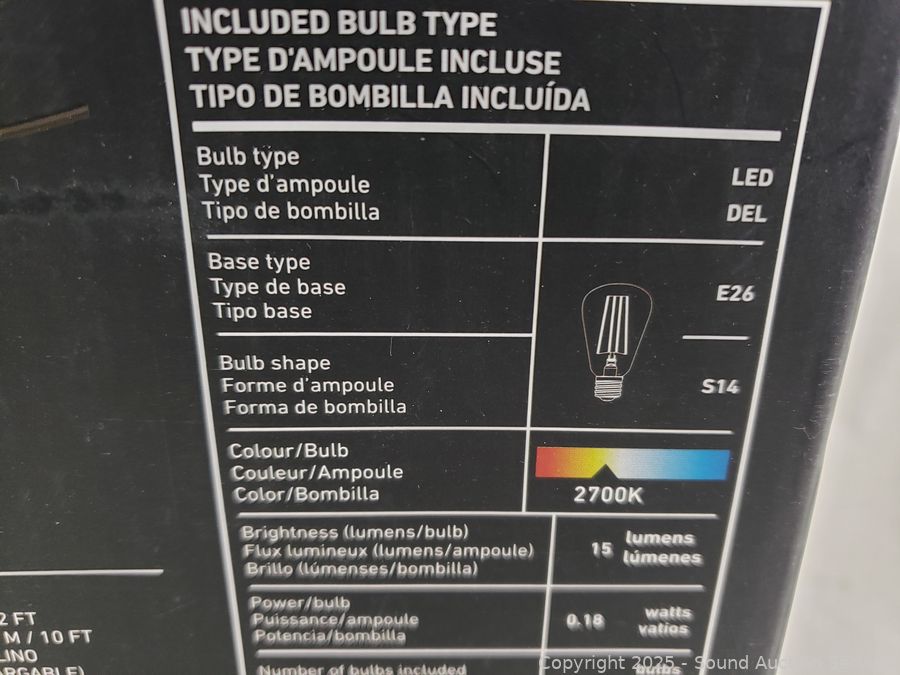 INCLUDED BULB TYPE
TYPE D'AMPOULE INCLUSE
TIPO DE BOMBILLA INCLUÍDA
Bulb type
Type d'ampoule
Tipo de bombilla
LED
DEL
Base type
Type de base
Tipo base
E26
Bulb shape
Forme d'ampoule
Forma de bombilla
S14
Colour/Bulb
Couleur/Ampoule
Color/Bombilla
2700K
Brightness (lumens/bulb)
Flux lumineux (lumens/ampoule)
Brillo (lúmenses/bombilla)
15
lumens
lúmenes
Power/bulb
Puissance/ampoule
Potencia/bombilla
0.18
watts
vatios
Number of bulbs included
bulbs
2 FT
M / 10 FT
LINO
ARGABLE)
Copyright 2025 - Sound Auction